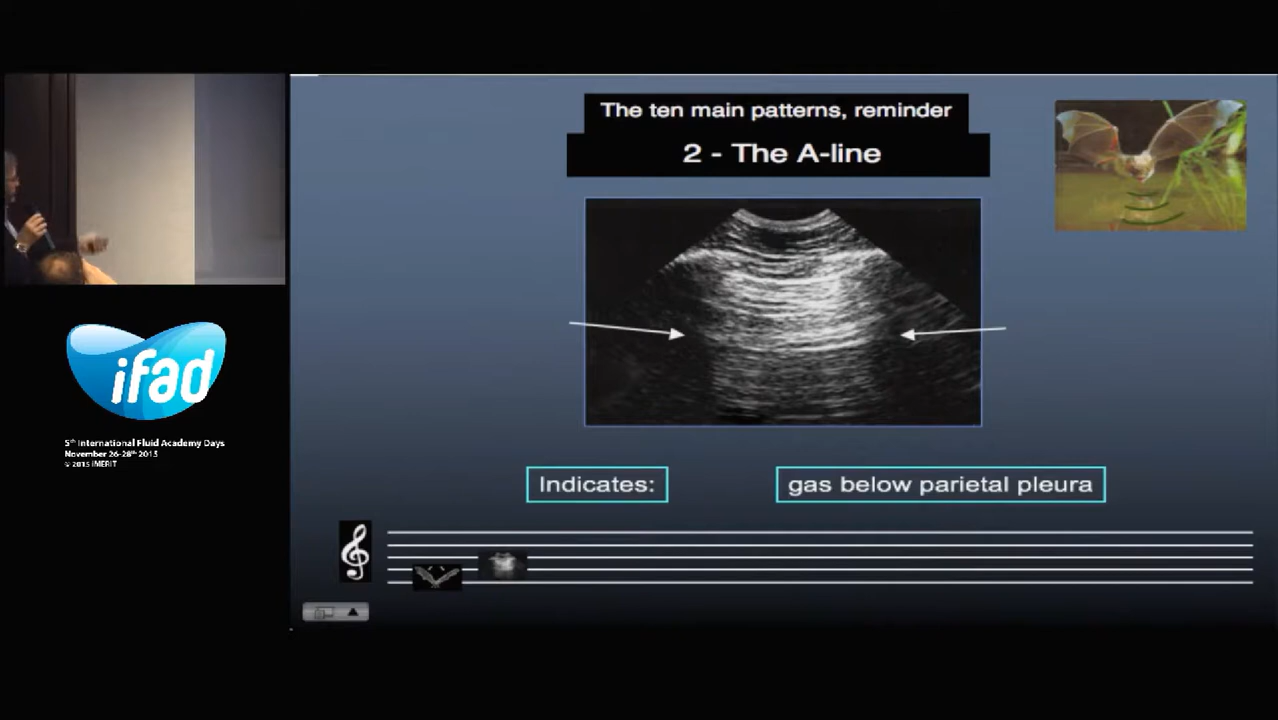 The ten main patterns, reminder
2 - The A-line
ifad
5th International Fluid Academy Days
November 26-28th 2015
© 2015 iMERiT
Indicates:
gas below parietal pleura